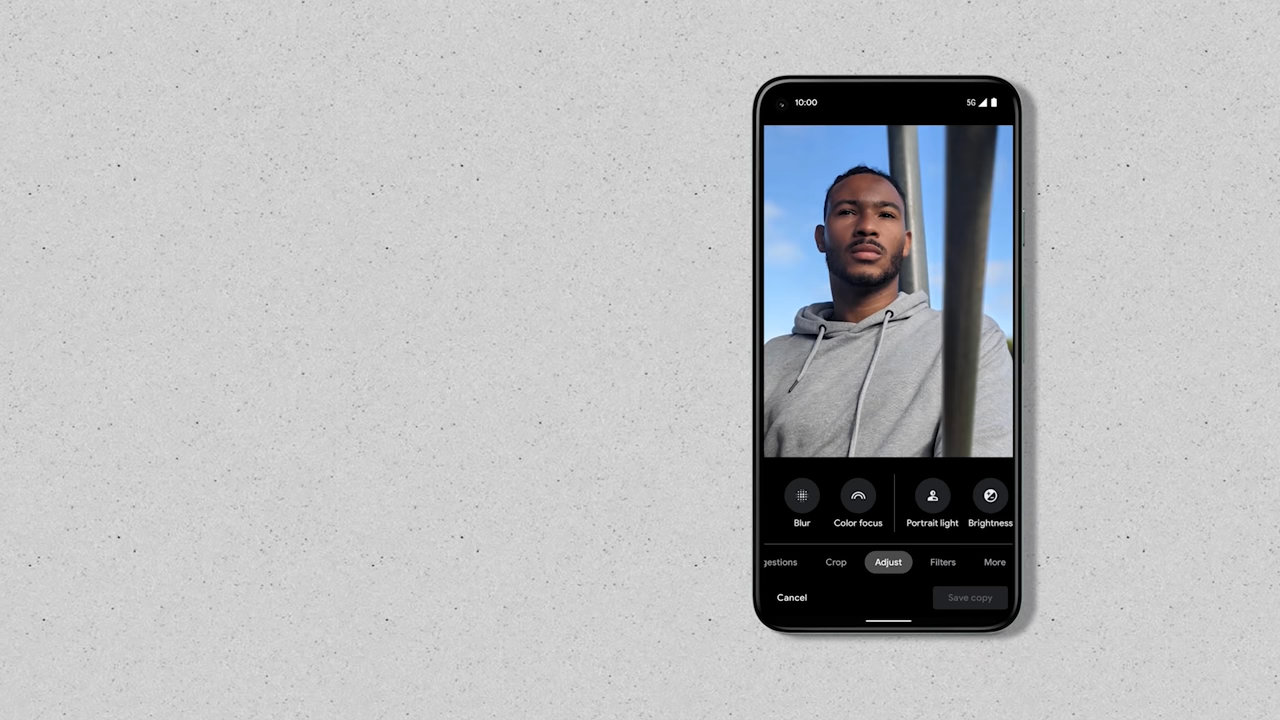 10:00 5G
Blur Color focus Portrait light Brightness
gestions Crop Adjust Filters More
Cancel Save copy